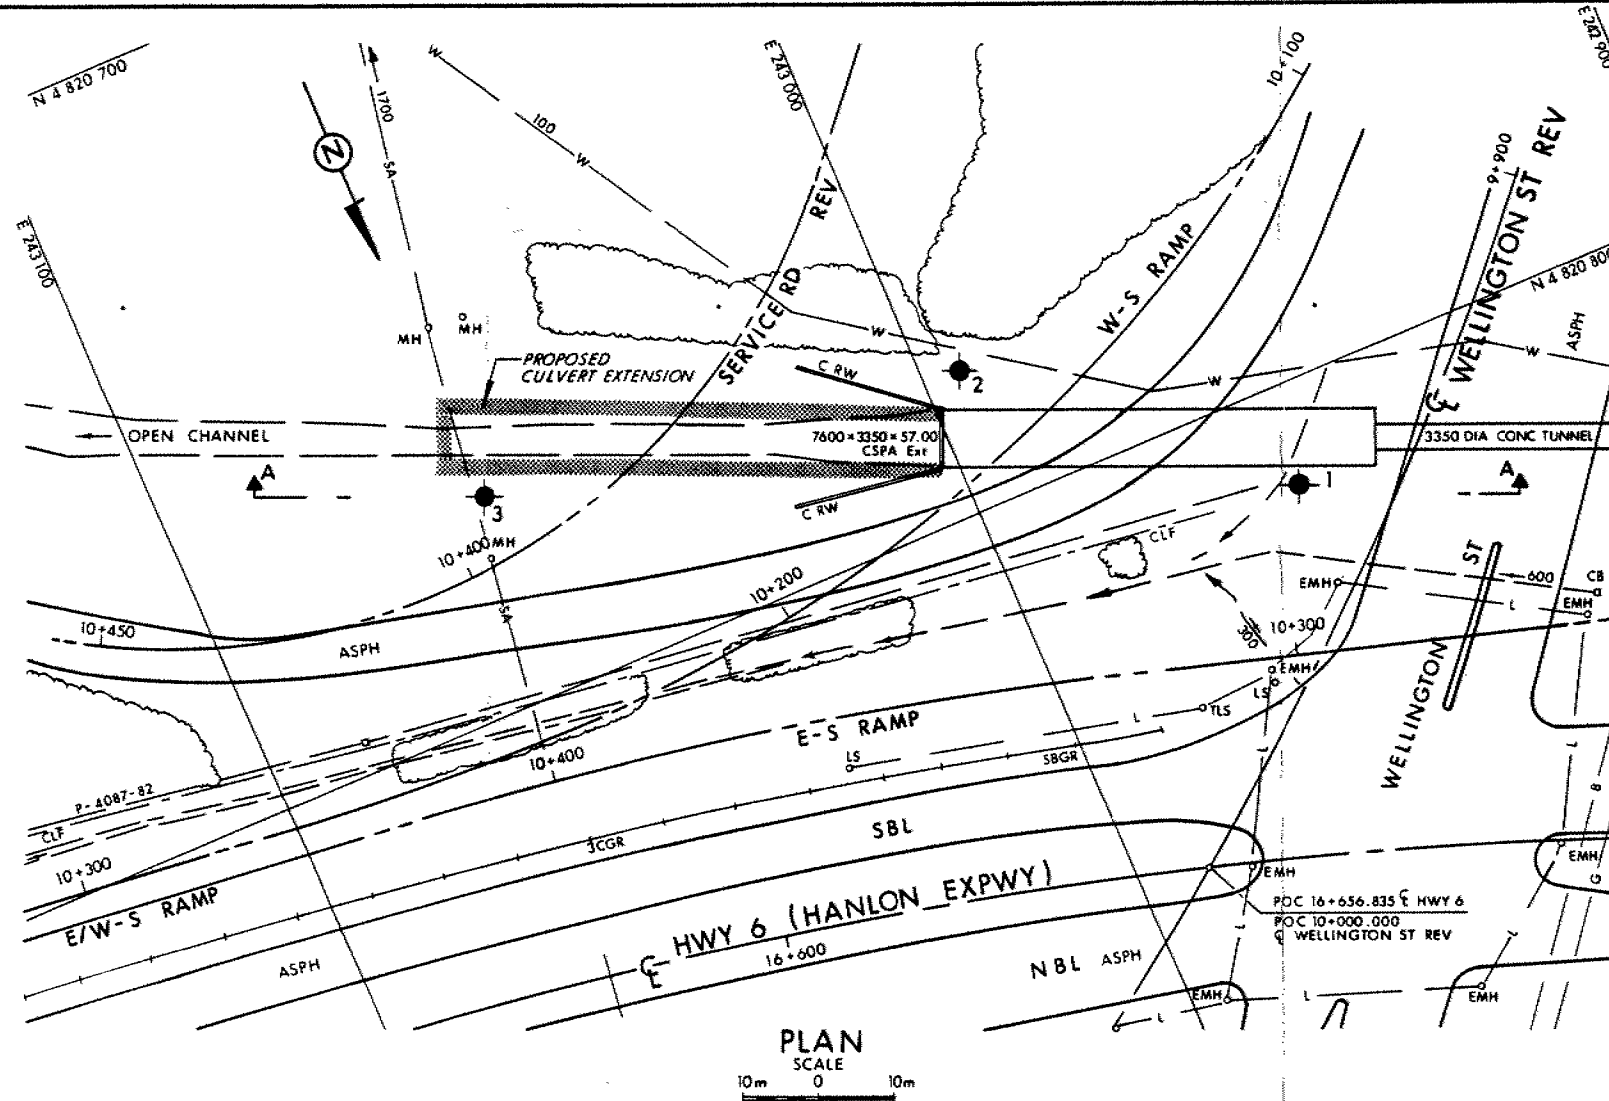 N 4 820 700
E 243 000
E 242 900
E 243 100
N 4 820 800
W
1700
SA
N
100
W
10+100
9+900
WELLINGTON ST REV
SERVICE RD REV
W-S RAMP
MH
MH
PROPOSED
CULVERT EXTENSION
C RW
W
2
W
W
ASPH
OPEN CHANNEL
7600 × 3350 × 57.00
CSPA Ext
3350 DIA CONC TUNNEL
A
3
C RW
1
A
10+400
MH
SA
CLF
10+200
EMH
600
CB
EMH
L
300
10+300
WELLINGTON ST
10+450
ASPH
EMH
LS
TLS
L
E-S RAMP
LS
SBGR
10+400
P-4087-82
CLF
10+300
E/W-S RAMP
3CGR
SBL
L
L
B
G
EMH
EMH
HWY 6 (HANLON EXPWY)
16+600
ASPH
NBL
ASPH
POC 16+656.835 ℄ HWY 6
POC 10+000.000
℄ WELLINGTON ST REV
L
L
EMH
L
EMH
L
PLAN
SCALE
10m 0 10m